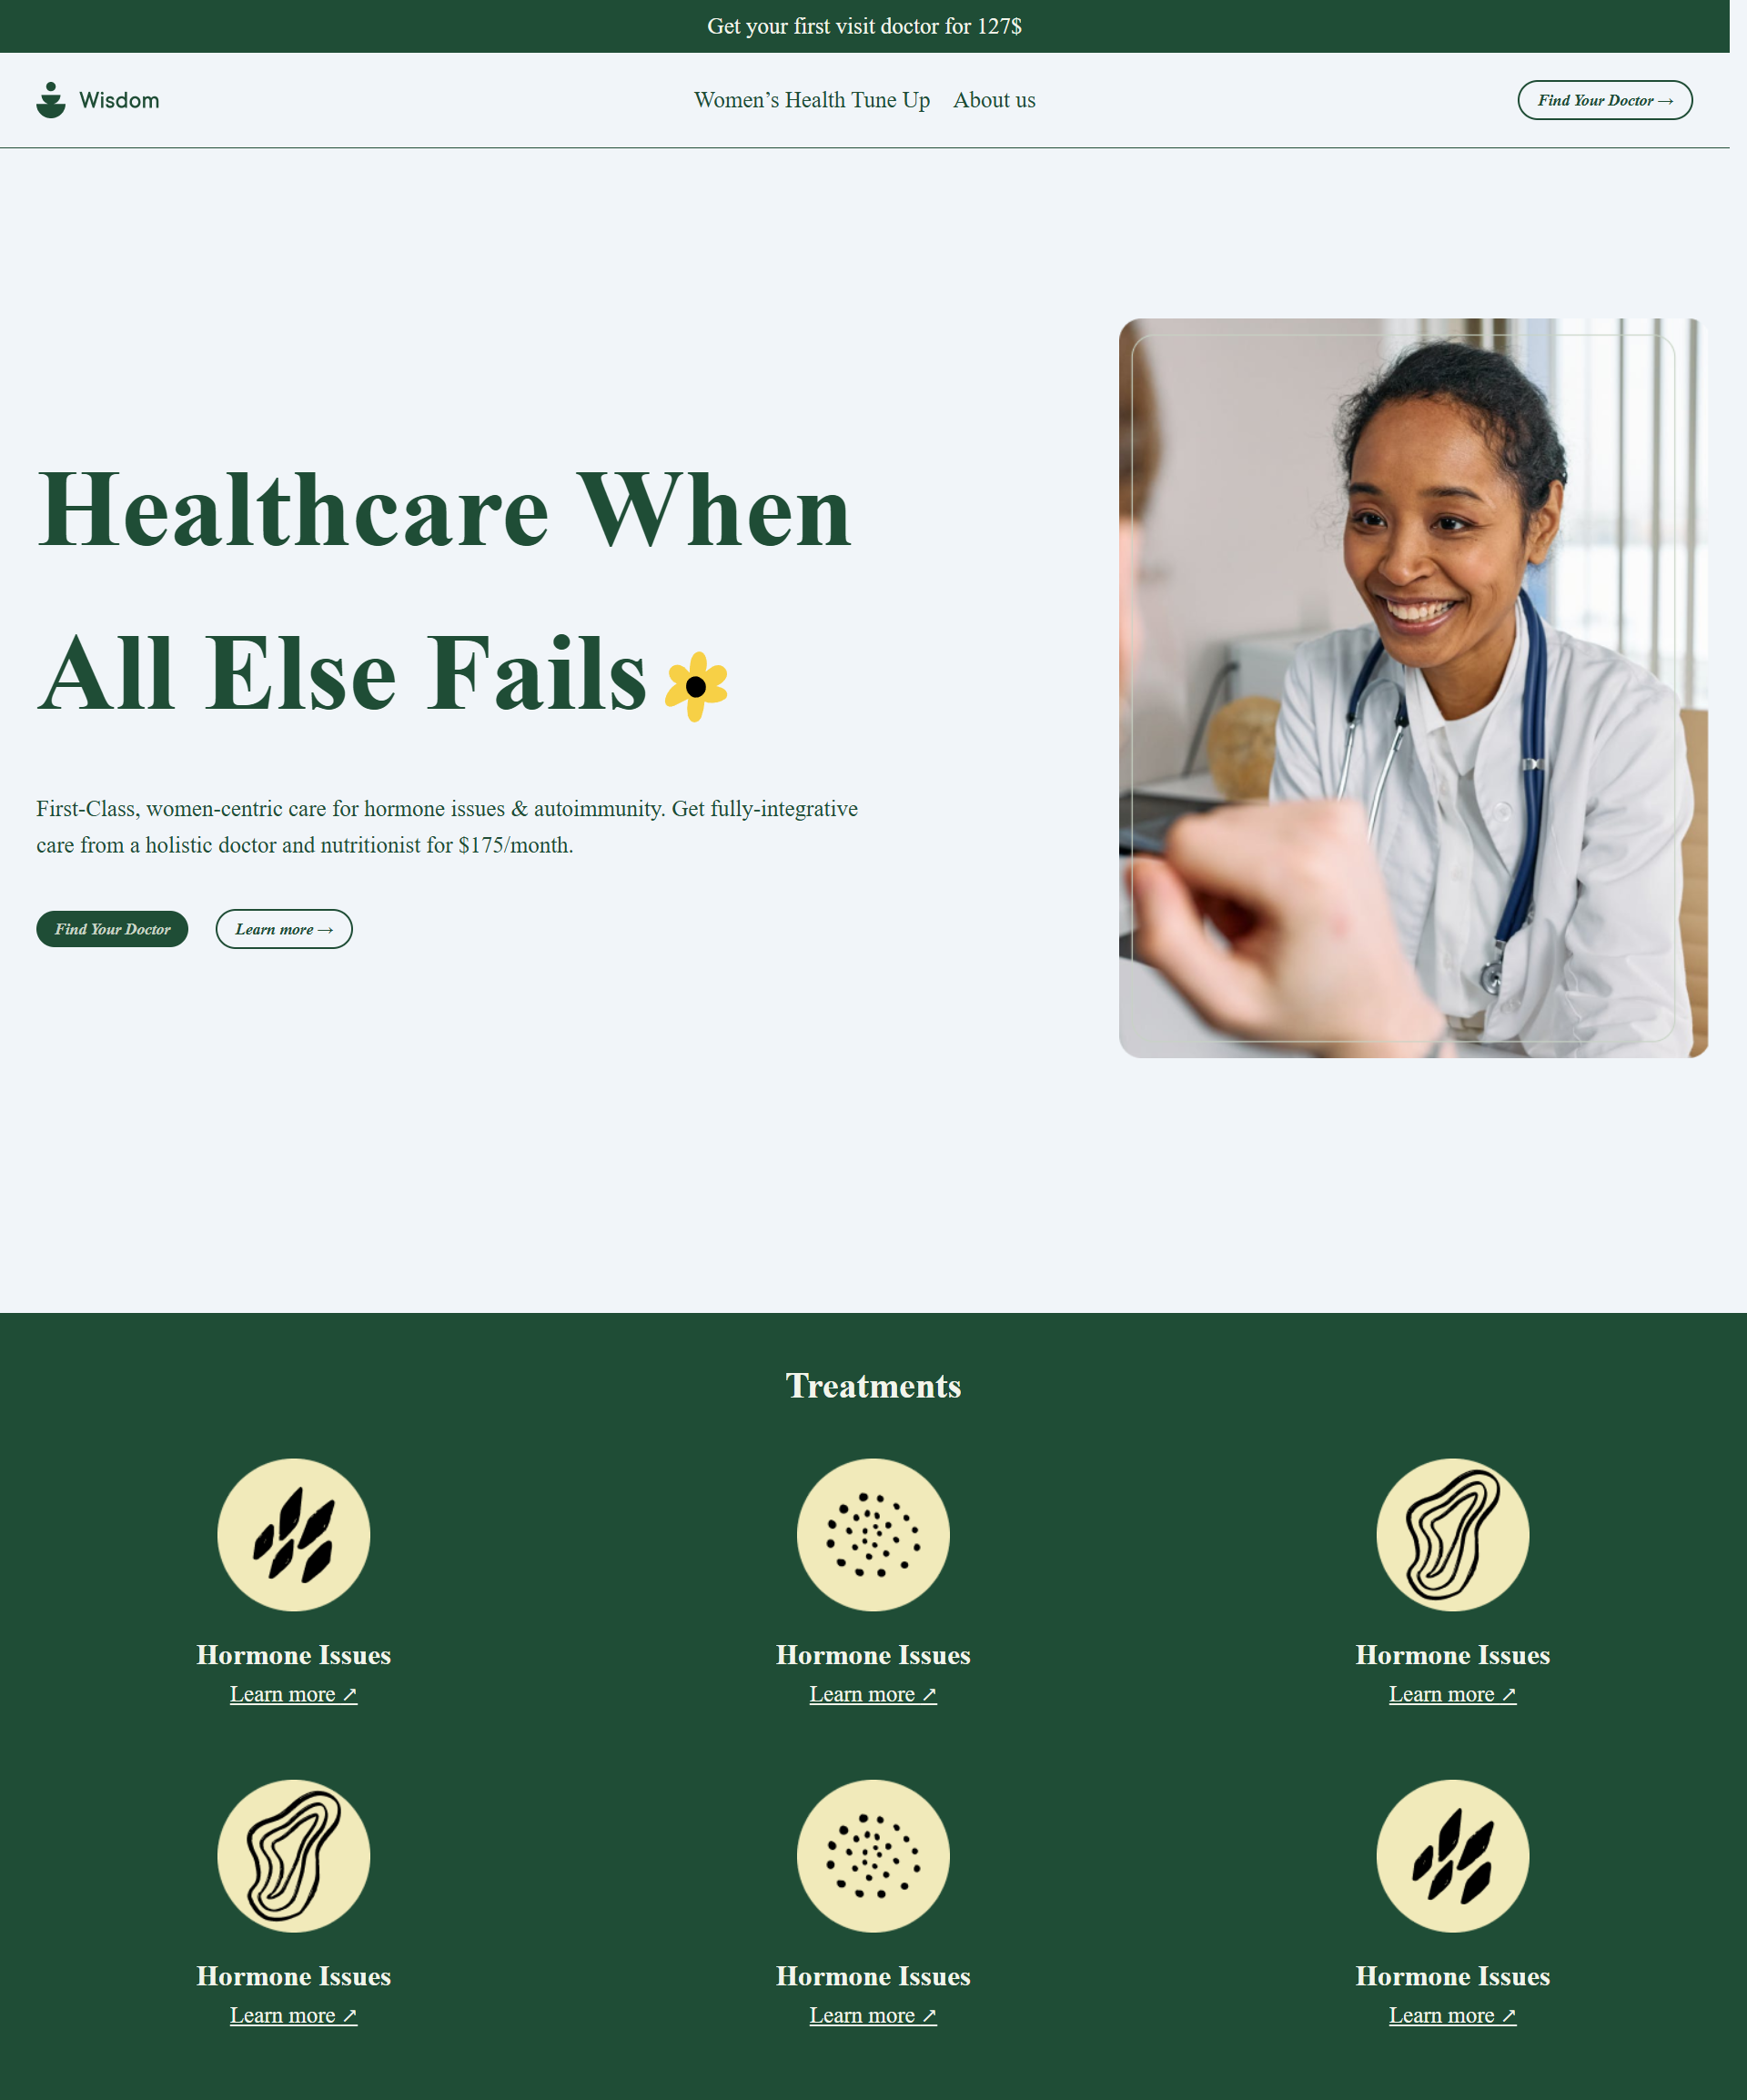 Get your first visit doctor for 127$
Wisdom
Women’s Health Tune Up About us
Find Your Doctor →
Healthcare When
All Else Fails
First-Class, women-centric care for hormone issues & autoimmunity. Get fully-integrative
care from a holistic doctor and nutritionist for $175/month.
Find Your Doctor
Learn more →
Treatments
Hormone Issues
Learn more ↗
Hormone Issues
Learn more ↗
Hormone Issues
Learn more ↗
Hormone Issues
Learn more ↗
Hormone Issues
Learn more ↗
Hormone Issues
Learn more ↗